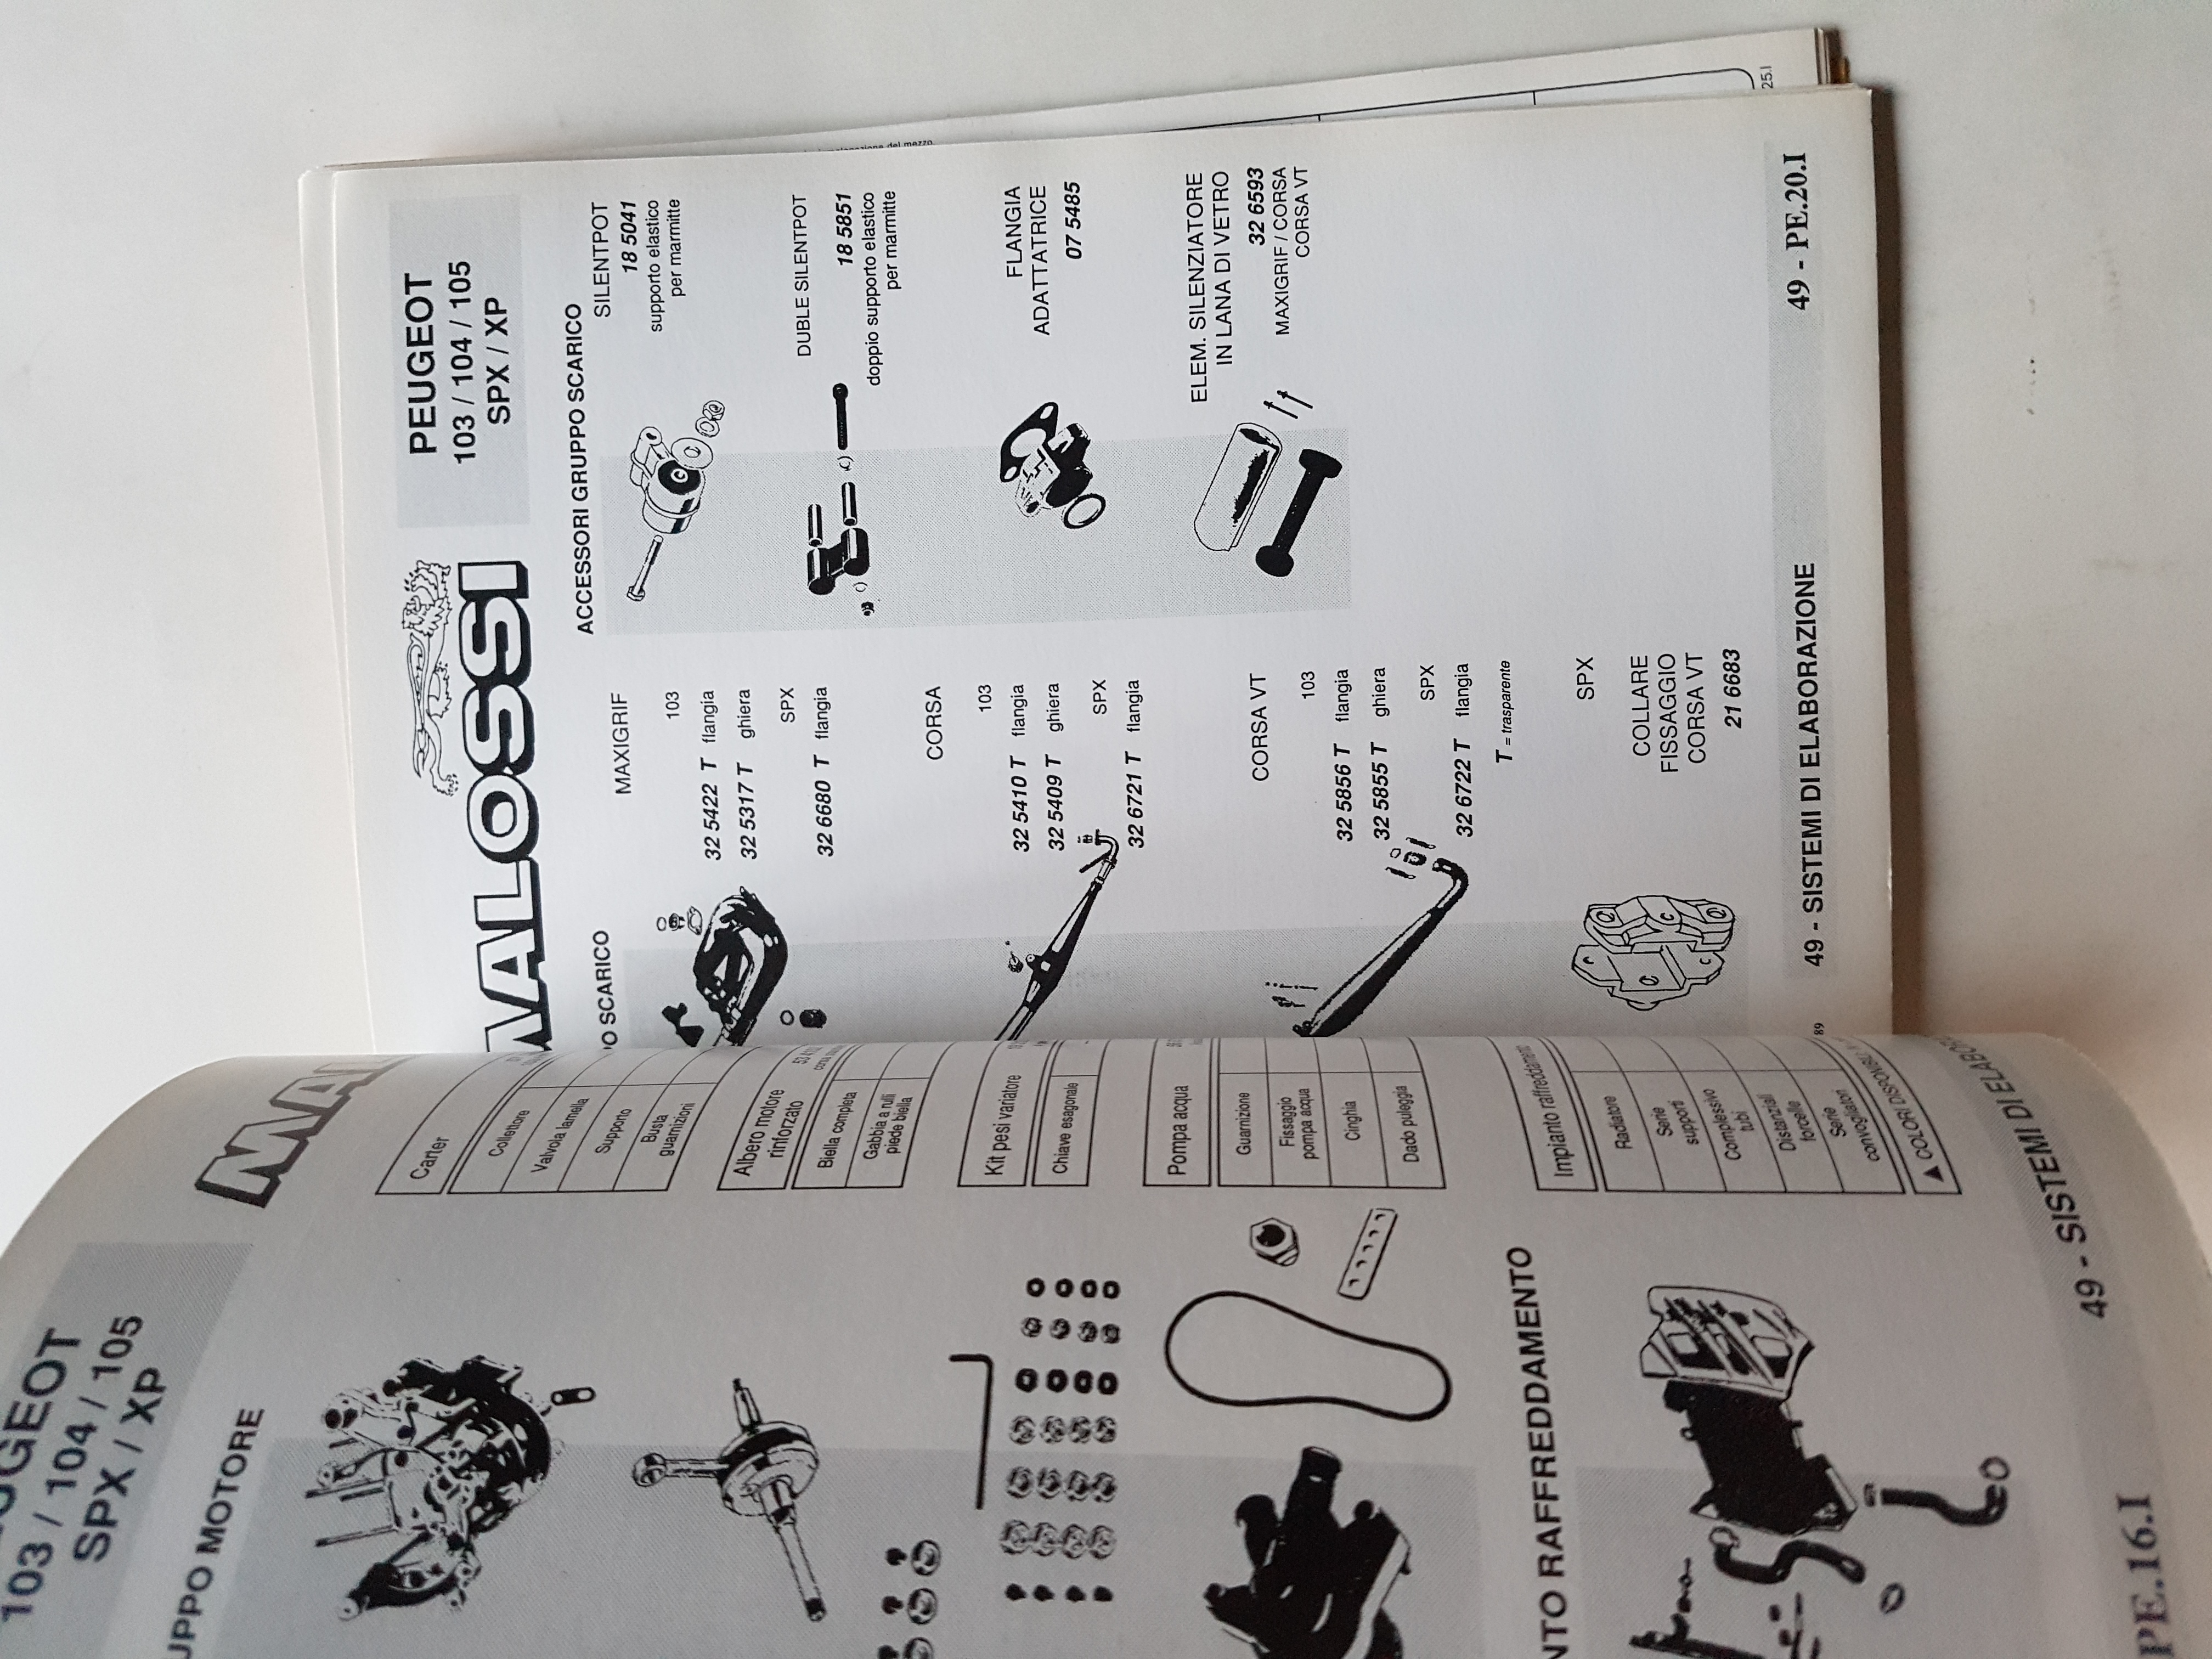 PEUGEOT
103 / 104 / 105
SPX / XP
MOTORE
Carter
Collettore
Valvola lamella
Supporto
Busta
guarnizioni
Albero motore
rinforzato
Biella completa
Gabbia a rulli
piede biella
Kit pesi variatore
Chiave esagonale
Pompa acqua
Guarnizione
Fissaggio
pompa acqua
Cinghia
Dado puleggia
RAFFREDDAMENTO
Impianto raffreddamento
Radiatore
Serie
supporti
Complessivo
tubi
Distanziali
forcelle
Serie
convogliatori
▲ COLORI DISPONIBILI
PE.16.I
49 - SISTEMI DI
MALOSSI
PEUGEOT
103 / 104 / 105
SPX / XP
SCARICO
MAXIGRIF
103
32 5422 T flangia
32 5317 T ghiera
SPX
32 6680 T flangia
CORSA
103
32 5410 T flangia
32 5409 T ghiera
SPX
32 6721 T flangia
CORSA VT
103
32 5856 T flangia
32 5855 T ghiera
SPX
32 6722 T flangia
T = trasparente
SPX
COLLARE
FISSAGGIO
CORSA VT
21 6683
ACCESSORI GRUPPO SCARICO
SILENTPOT
18 5041
supporto elastico
per marmitte
DUBLE SILENTPOT
18 5851
doppio supporto elastico
per marmitte
FLANGIA
ADATTATRICE
07 5485
ELEM. SILENZIATORE
IN LANA DI VETRO
32 6593
MAXIGRIF / CORSA
CORSA VT
89
49 - SISTEMI DI ELABORAZIONE
49 - PE.20.I
del mezzo.
25.I